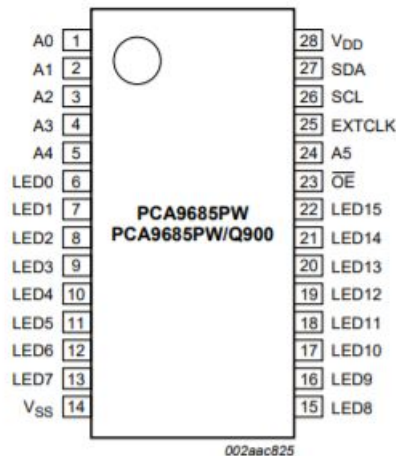 A0 1 28 VDD
A1 2 27 SDA
A2 3 26 SCL
A3 4 25 EXTCLK
A4 5 24 A5
LED0 6 23 OE
LED1 7 22 LED15
PCA9685PW
PCA9685PW/Q900
LED2 8 21 LED14
LED3 9 20 LED13
LED4 10 19 LED12
LED5 11 18 LED11
LED6 12 17 LED10
LED7 13 16 LED9
VSS 14 15 LED8
002aac825